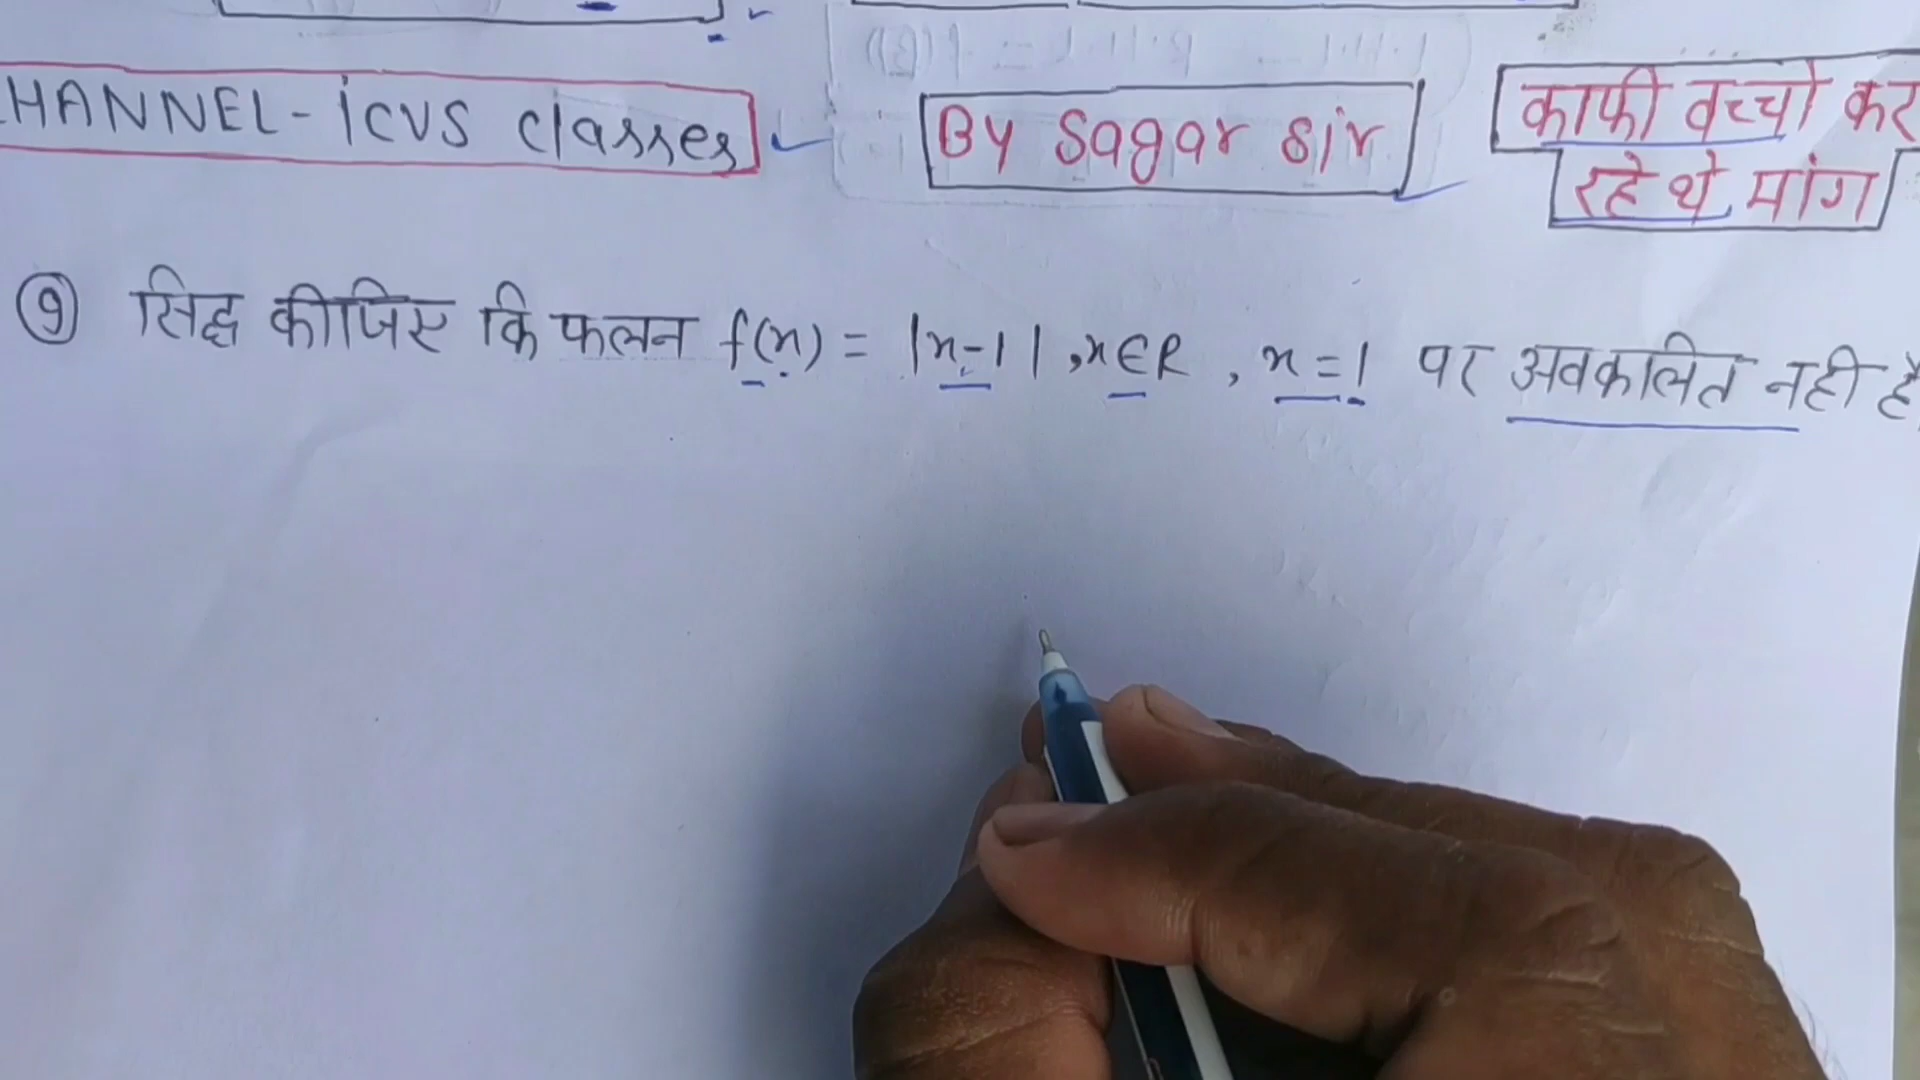 HANNEL - iCVS classes
By Sagar sir
काफी बच्चो कर
रहे थे मांग
⑨ सिद्ध कीजिए कि फलन f(x) = |x-1|, x∈R, x=1 पर अवकलित नही है